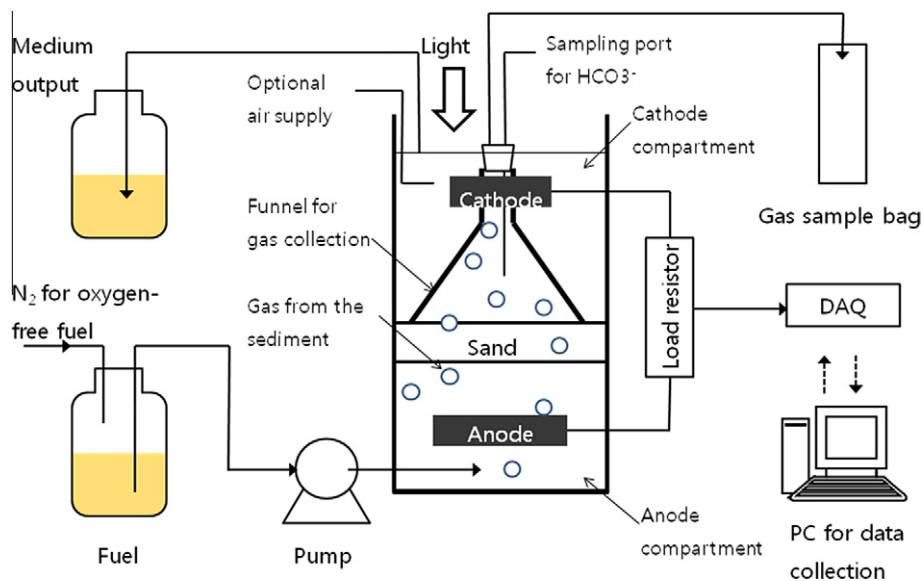 Medium
output
Light
Sampling port
for HCO3-
Optional
air supply
Cathode
compartment
Cathode
Gas sample bag
Funnel for
gas collection
N2 for oxygen-
free fuel
Gas from the
sediment
Sand
Load resistor
DAQ
Anode
Fuel
Pump
Anode
compartment
PC for data
collection